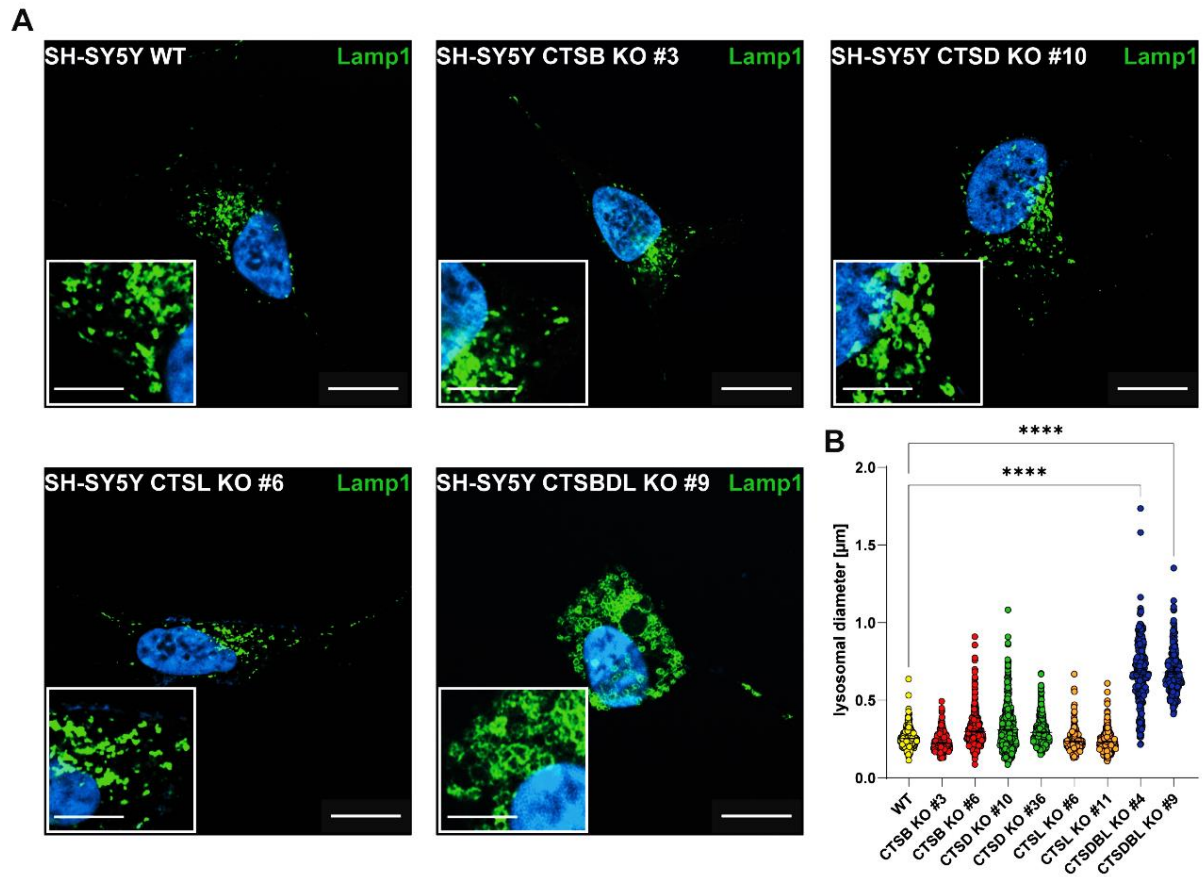 A
SH-SY5Y WT Lamp1
SH-SY5Y CTSB KO #3 Lamp1
SH-SY5Y CTSD KO #10 Lamp1
SH-SY5Y CTSL KO #6 Lamp1
SH-SY5Y CTSBDL KO #9 Lamp1
B
****
****
lysosomal diameter [µm]
2.0
1.5
1.0
0.5
0.0
WT
CTSB KO #3
CTSB KO #6
CTSD KO #10
CTSD KO #36
CTSL KO #6
CTSL KO #11
CTSDBL KO #4
CTSDBL KO #9